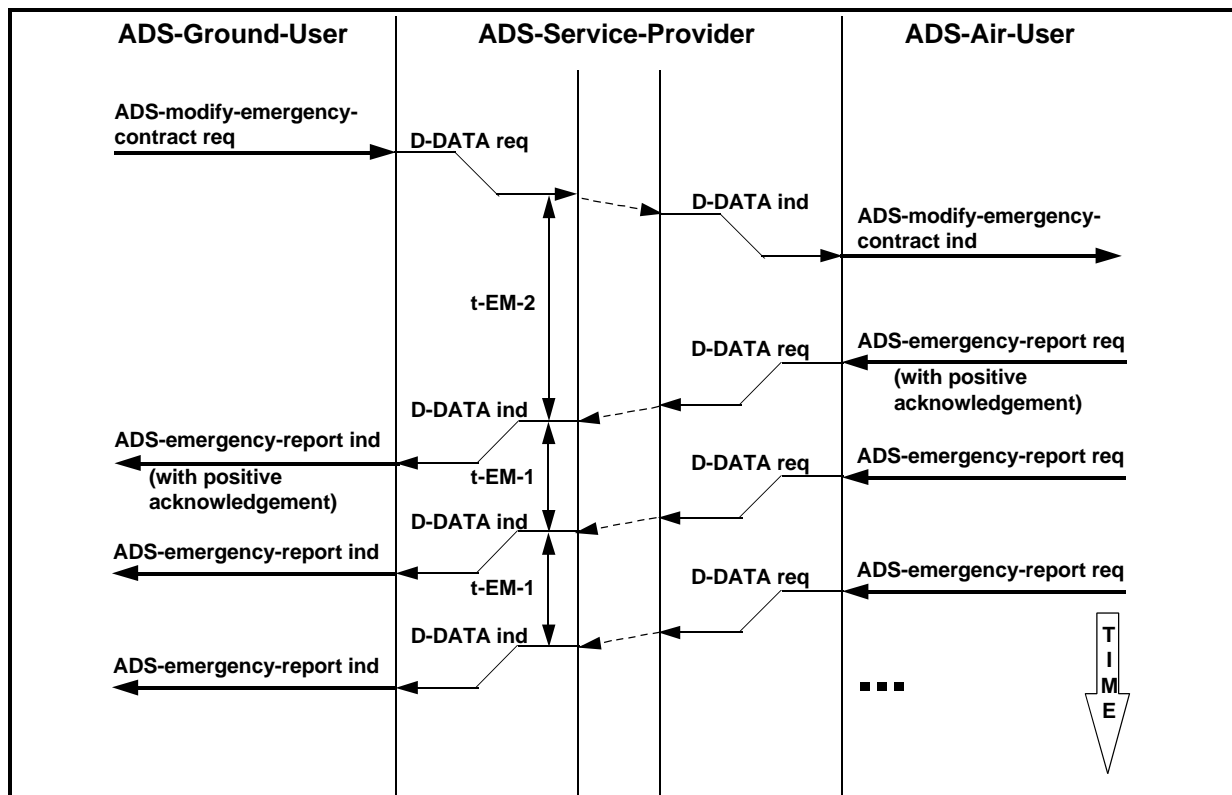 ADS-Ground-User
ADS-Service-Provider
ADS-Air-User
ADS-modify-emergency-
contract req
D-DATA req
D-DATA ind
ADS-modify-emergency-
contract ind
t-EM-2
D-DATA req
ADS-emergency-report req
(with positive
acknowledgement)
D-DATA ind
ADS-emergency-report ind
(with positive
acknowledgement)
t-EM-1
D-DATA req
ADS-emergency-report req
D-DATA ind
ADS-emergency-report ind
t-EM-1
D-DATA req
ADS-emergency-report req
D-DATA ind
ADS-emergency-report ind
...
T
I
M
E